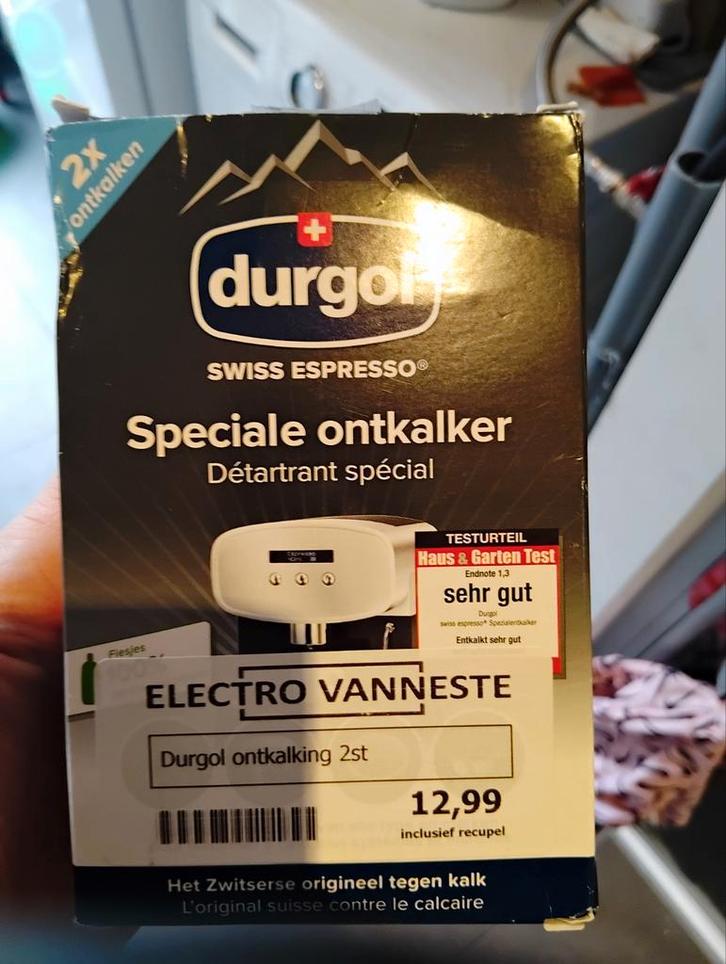 2x
ontkalken
durgol
SWISS ESPRESSO®
Speciale ontkalker
Détartrant spécial
TESTURTEIL
Haus & Garten Test
Endnote 1,3
sehr gut
Durgol
swiss espresso® Spezialentkalker
Entkalkt sehr gut
Flesjes
100%
ELECTRO VANNESTE
Durgol ontkalking 2st
12,99
inclusief recupel
Het Zwitserse origineel tegen kalk
L'original suisse contre le calcaire